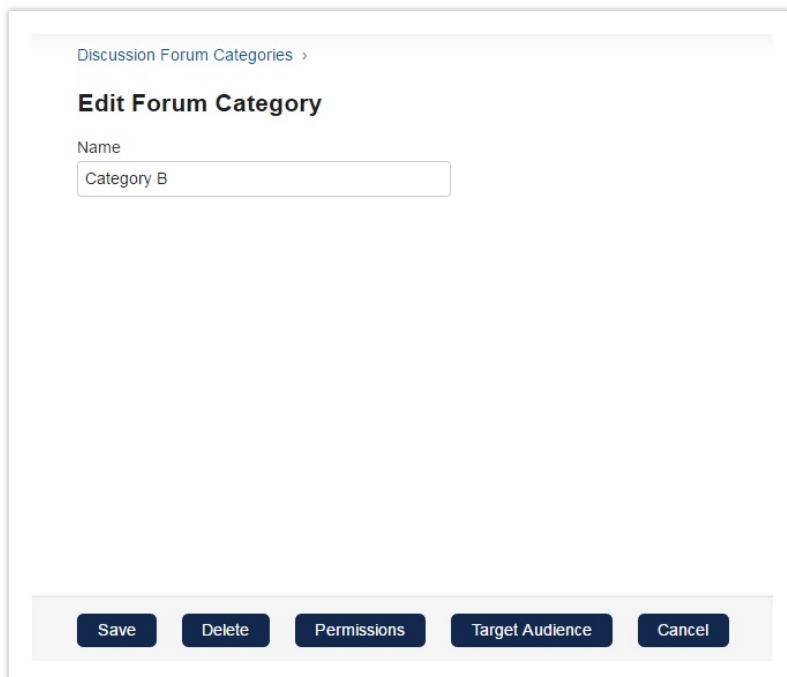 Discussion Forum Categories ›
Edit Forum Category
Name
Category B
Save Delete Permissions Target Audience Cancel